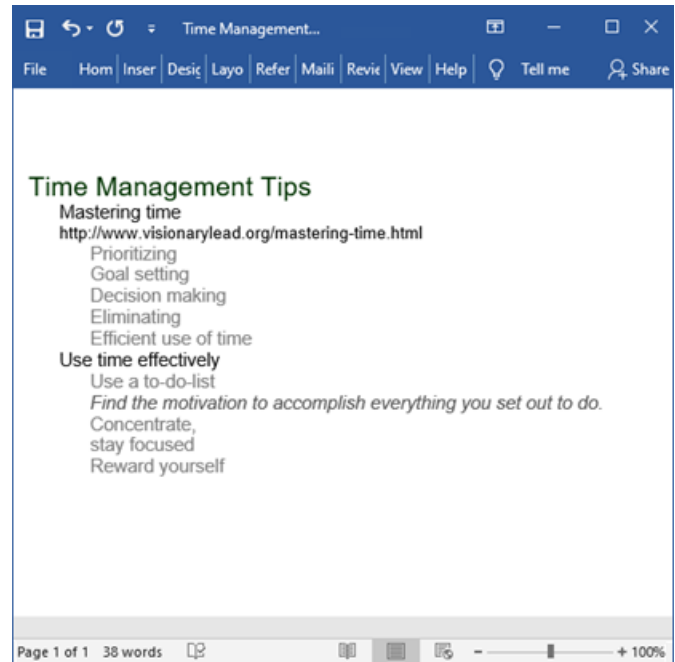 Time Management...
File Hom Inser Desig Layo Refer Maili Revie View Help Tell me Share
Time Management Tips
Mastering time
http://www.visionarylead.org/mastering-time.html
Prioritizing
Goal setting
Decision making
Eliminating
Efficient use of time
Use time effectively
Use a to-do-list
Find the motivation to accomplish everything you set out to do.
Concentrate,
stay focused
Reward yourself
Page 1 of 1 38 words - + 100%